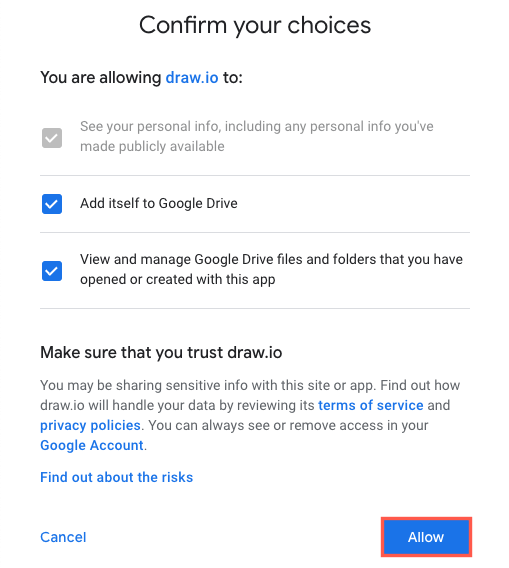 Confirm your choices
You are allowing draw.io to:
See your personal info, including any personal info you've
made publicly available
Add itself to Google Drive
View and manage Google Drive files and folders that you have
opened or created with this app
Make sure that you trust draw.io
You may be sharing sensitive info with this site or app. Find out how
draw.io will handle your data by reviewing its terms of service and
privacy policies. You can always see or remove access in your
Google Account.
Find out about the risks
Cancel
Allow